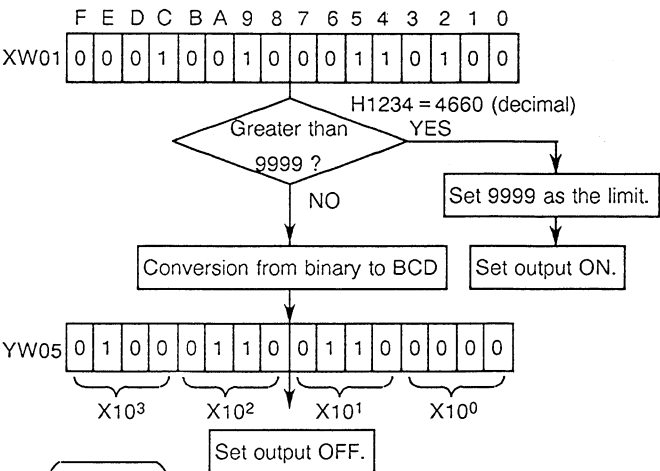 F E D C B A 9 8 7 6 5 4 3 2 1 0
XW01 0 0 0 1 0 0 1 0 0 0 1 1 0 1 0 0
H1234 = 4660 (decimal)
Greater than
9999 ?
YES
NO
Set 9999 as the limit.
Conversion from binary to BCD
Set output ON.
YW05 0 1 0 0 0 1 1 0 0 1 1 0 0 0 0 0
X10³ X10² X10¹ X10⁰
Set output OFF.